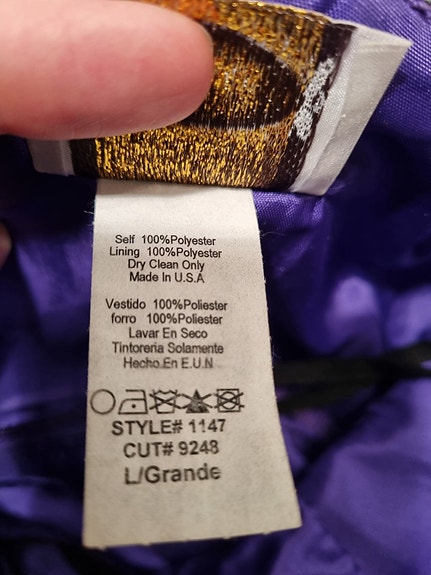 Self 100%Polyester
Lining 100%Polyester
Dry Clean Only
Made In U.S.A
Vestido 100%Poliester
forro 100%Poliester
Lavar En Seco
Tintoreria Solamente
Hecho En E.U.N
STYLE# 1147
CUT# 9248
L/Grande